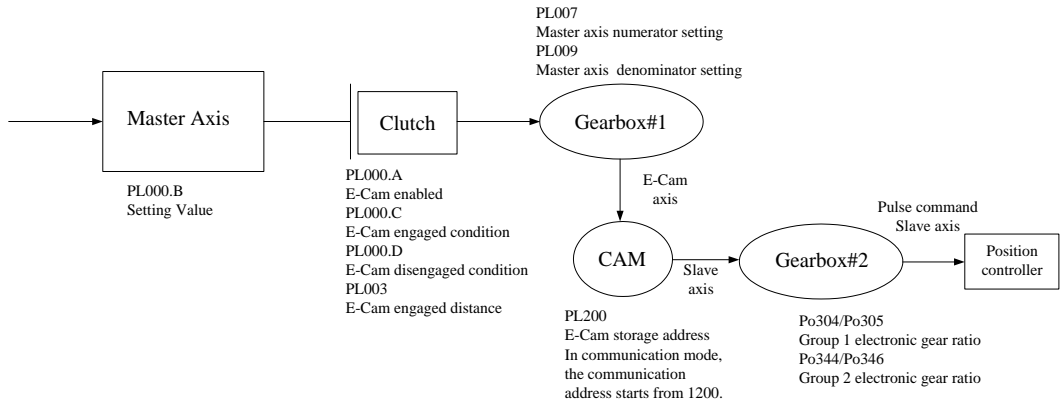 PL007
Master axis numerator setting
PL009
Master axis denominator setting
Master Axis
Clutch
Gearbox#1
PL000.B
Setting Value
PL000.A
E-Cam enabled
PL000.C
E-Cam engaged condition
PL000.D
E-Cam disengaged condition
PL003
E-Cam engaged distance
E-Cam
axis
CAM
Slave
axis
Gearbox#2
Pulse command
Slave axis
Position
controller
PL200
E-Cam storage address
In communication mode,
the communication
address starts from 1200.
Po304/Po305
Group 1 electronic gear ratio
Po344/Po346
Group 2 electronic gear ratio